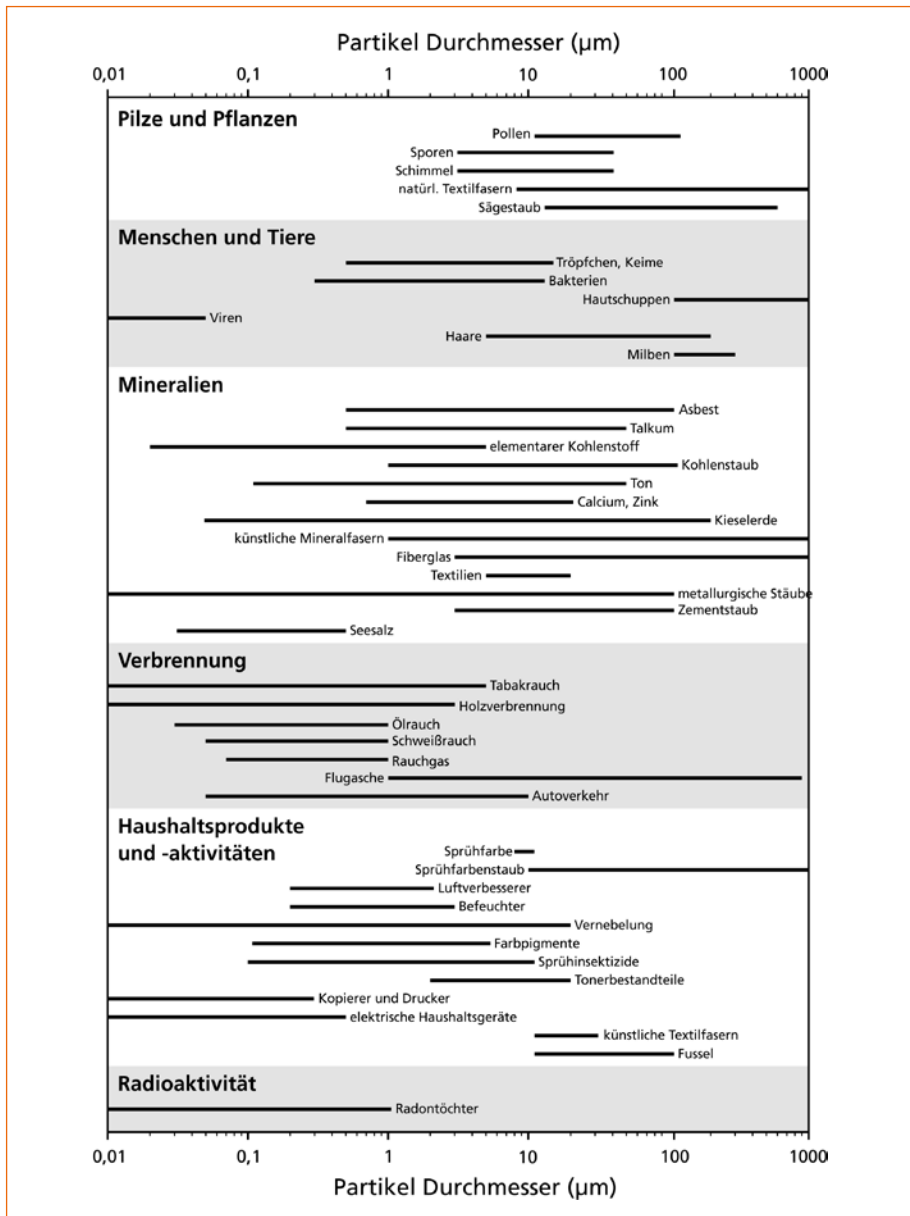 Partikel Durchmesser (µm)
0,01 0,1 1 10 100 1000
Pilze und Pflanzen
Pollen
Sporen
Schimmel
natürl. Textilfasern
Sägestaub
Menschen und Tiere
Tröpfchen, Keime
Bakterien
Hautschuppen
Viren
Haare
Milben
Mineralien
Asbest
Talkum
elementarer Kohlenstoff
Kohlenstaub
Ton
Calcium, Zink
Kieselerde
künstliche Mineralfasern
Fiberglas
Textilien
metallurgische Stäube
Zementstaub
Seesalz
Verbrennung
Tabakrauch
Holzverbrennung
Ölrauch
Schweißrauch
Rauchgas
Flugasche
Autoverkehr
Haushaltsprodukte
und -aktivitäten
Sprühfarbe
Sprühfarbenstaub
Luftverbesserer
Befeuchter
Vernebelung
Farbpigmente
Sprühinsektizide
Tonerbestandteile
Kopierer und Drucker
elektrische Haushaltsgeräte
künstliche Textilfasern
Fussel
Radioaktivität
Radontöchter
0,01 0,1 1 10 100 1000
Partikel Durchmesser (µm)